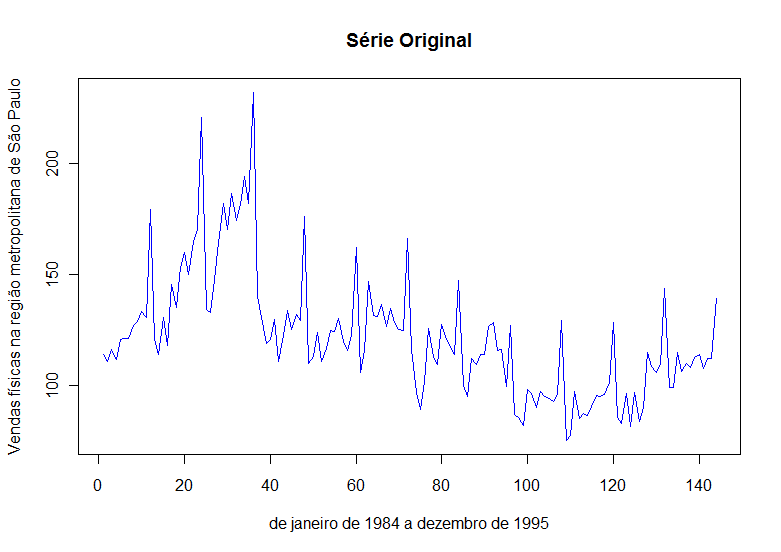 Série Original
Vendas físicas na região metropolitana de São Paulo
200
150
100
0 20 40 60 80 100 120 140
de janeiro de 1984 a dezembro de 1995